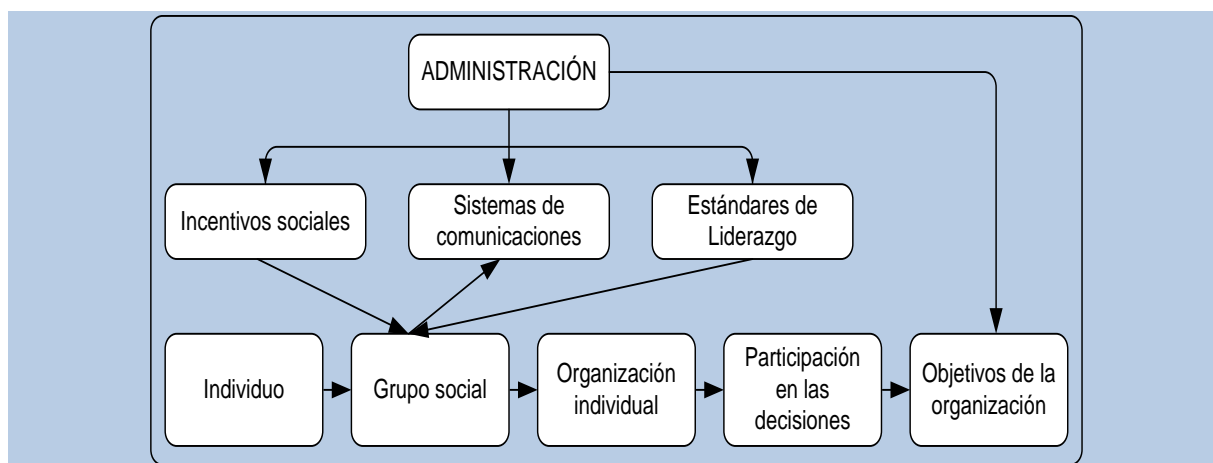 ADMINISTRACIÓN
Incentivos sociales
Sistemas de
comunicaciones
Estándares de
Liderazgo
Individuo
Grupo social
Organización
individual
Participación
en las
decisiones
Objetivos de la
organización